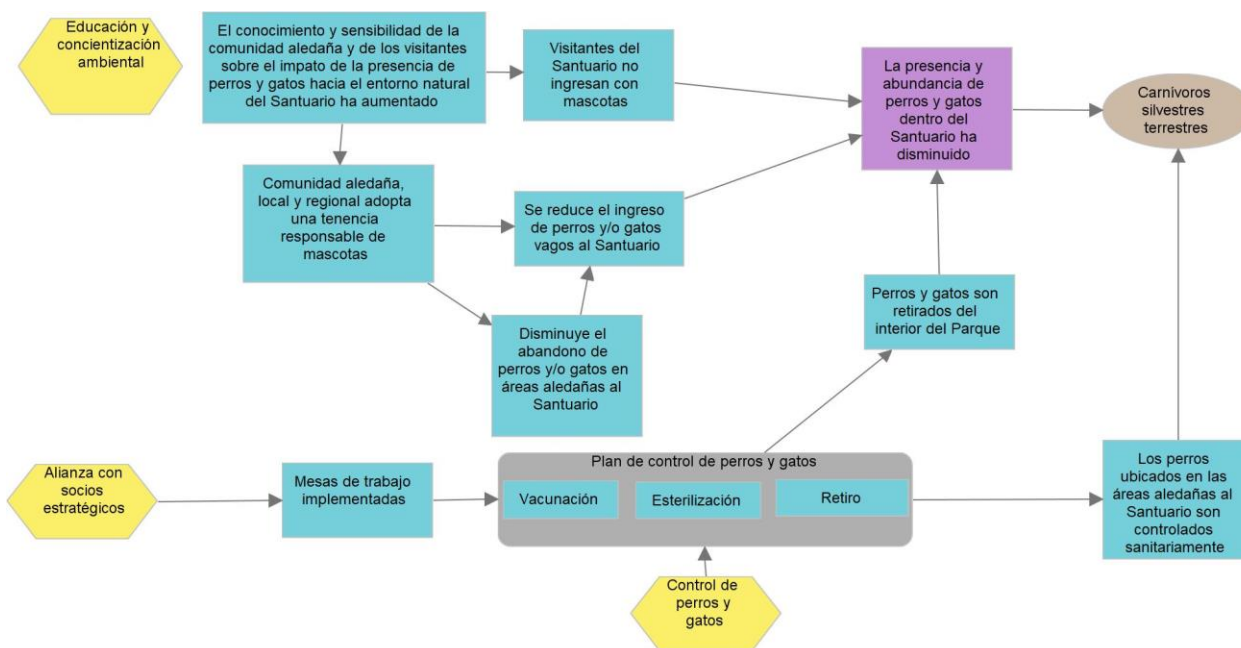 Educación y
concientización
ambiental
El conocimiento y sensibilidad de la
comunidad aledaña y de los visitantes
sobre el impato de la presencia de
perros y gatos hacia el entorno natural
del Santuario ha aumentado
Visitantes del
Santuario no
ingresan con
mascotas
La presencia y
abundancia de
perros y gatos
dentro del
Santuario ha
disminuido
Carnívoros
silvestres
terrestres
Comunidad aledaña,
local y regional adopta
una tenencia
responsable de
mascotas
Se reduce el ingreso
de perros y/o gatos
vagos al Santuario
Perros y gatos son
retirados del
interior del Parque
Disminuye el
abandono de
perros y/o gatos en
áreas aledañas al
Santuario
Alianza con
socios
estratégicos
Mesas de trabajo
implementadas
Plan de control de perros y gatos
Vacunación
Esterilización
Retiro
Los perros
ubicados en las
áreas aledañas al
Santuario son
controlados
sanitariamente
Control de
perros y
gatos